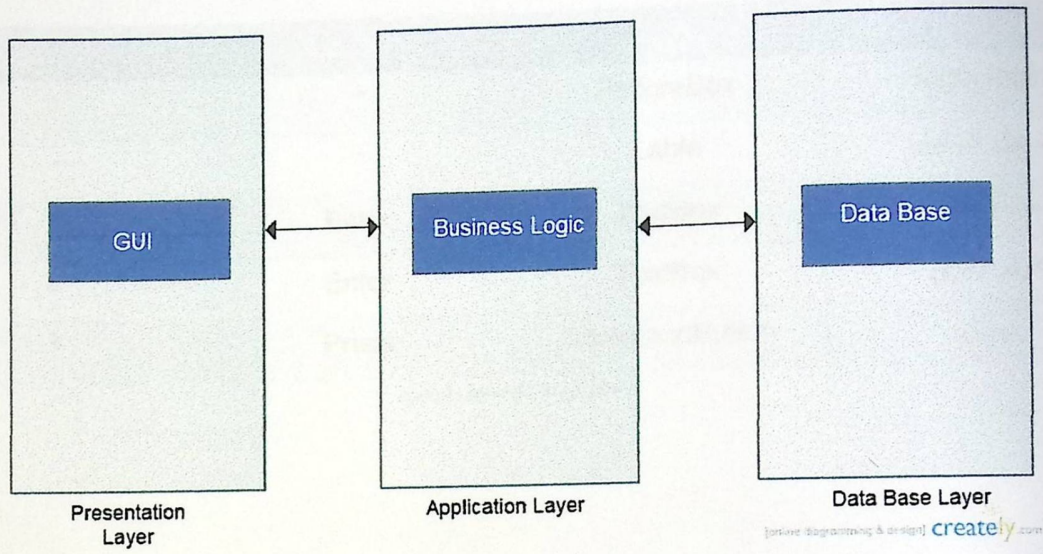 GUI
Business Logic
Data Base
Presentation
Layer
Application Layer
Data Base Layer
[online diagramming & design] creately.com